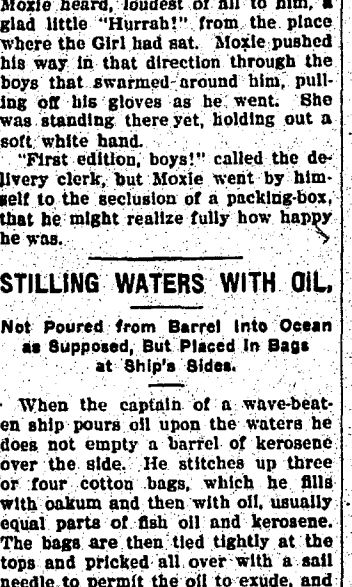 Moxie heard, loudest of all to him, a
glad little "Hurrah!" from the place
where the Girl had sat. Moxie pushed
his way in that direction through the
boys that swarmed around him, pull-
ing off his gloves as he went. She
was standing there yet, holding out a
soft white hand.
"First edition, boys!" called the de-
livery clerk, but Moxie went by him-
self to the seclusion of a packing-box,
that he might realize fully how happy
he was.
STILLING WATERS WITH OIL.
Not Poured from Barrel Into Ocean
as Supposed, But Placed in Bags
at Ship's Sides.
When the captain of a wave-beat-
en ship pours oil upon the waters he
does not empty a barrel of kerosene
over the side. He stitches up three
or four cotton bags, which he fills
with oakum and then with oil, usually
equal parts of fish oil and kerosene.
The bags are then tied tightly at the
tops and pricked all over with a sail
needle to permit the oil to exude, and